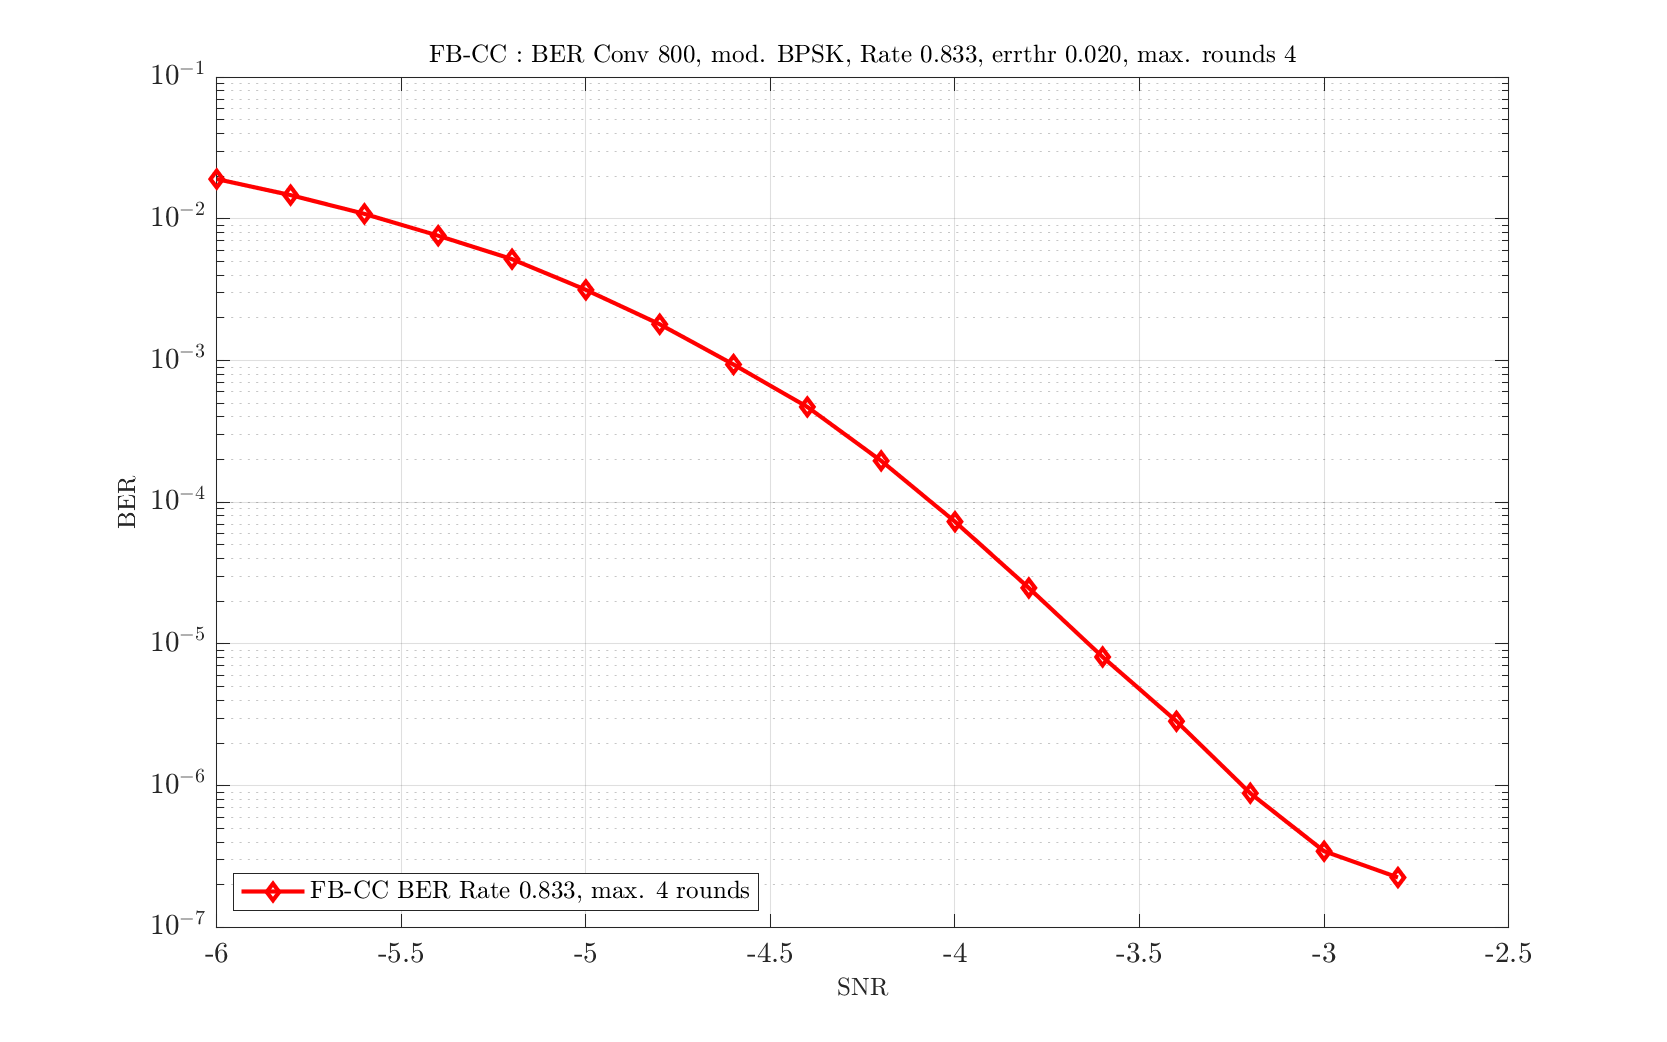 FB-CC : BER Conv 800, mod. BPSK, Rate 0.833, errthr 0.020, max. rounds 4
10⁻¹
10⁻²
10⁻³
10⁻⁴
10⁻⁵
10⁻⁶
10⁻⁷
BER
FB-CC BER Rate 0.833, max. 4 rounds
-6 -5.5 -5 -4.5 -4 -3.5 -3 -2.5
SNR